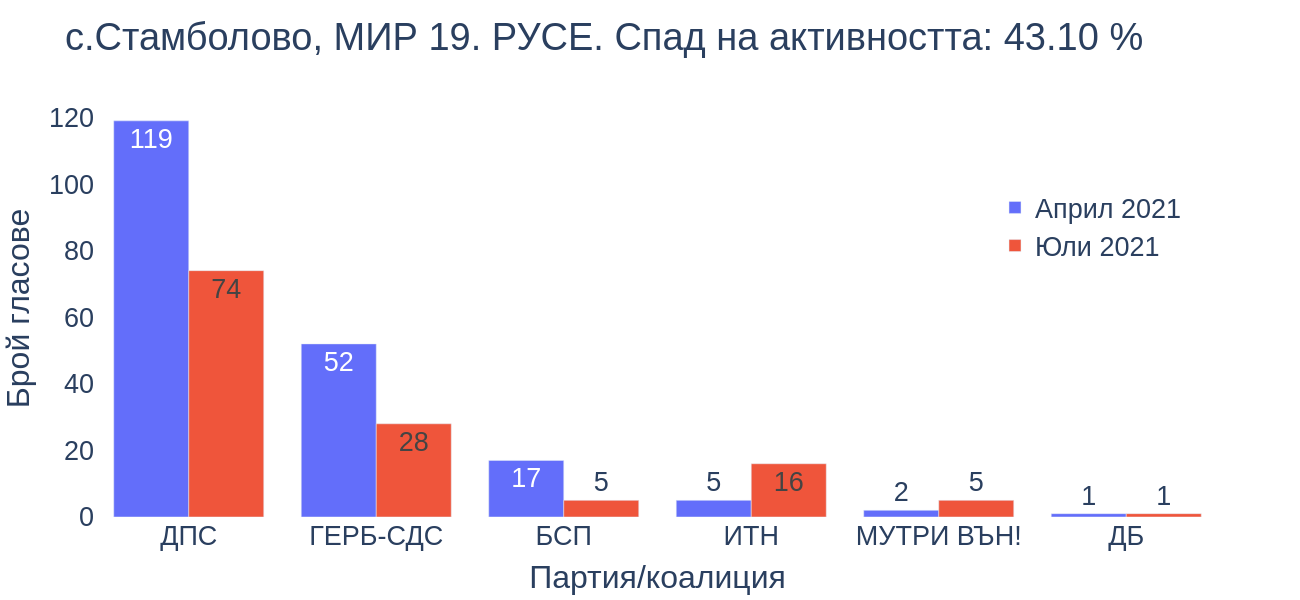 с.Стамболово, МИР 19. РУСЕ. Спад на активността: 43.10 %
Брой гласове
120
100
80
60
40
20
0
119
74
52
28
17
5
5
16
2
5
1
1
Април 2021
Юли 2021
ДПС
ГЕРБ-СДС
БСП
ИТН
МУТРИ ВЪН!
ДБ
Партия/коалиция